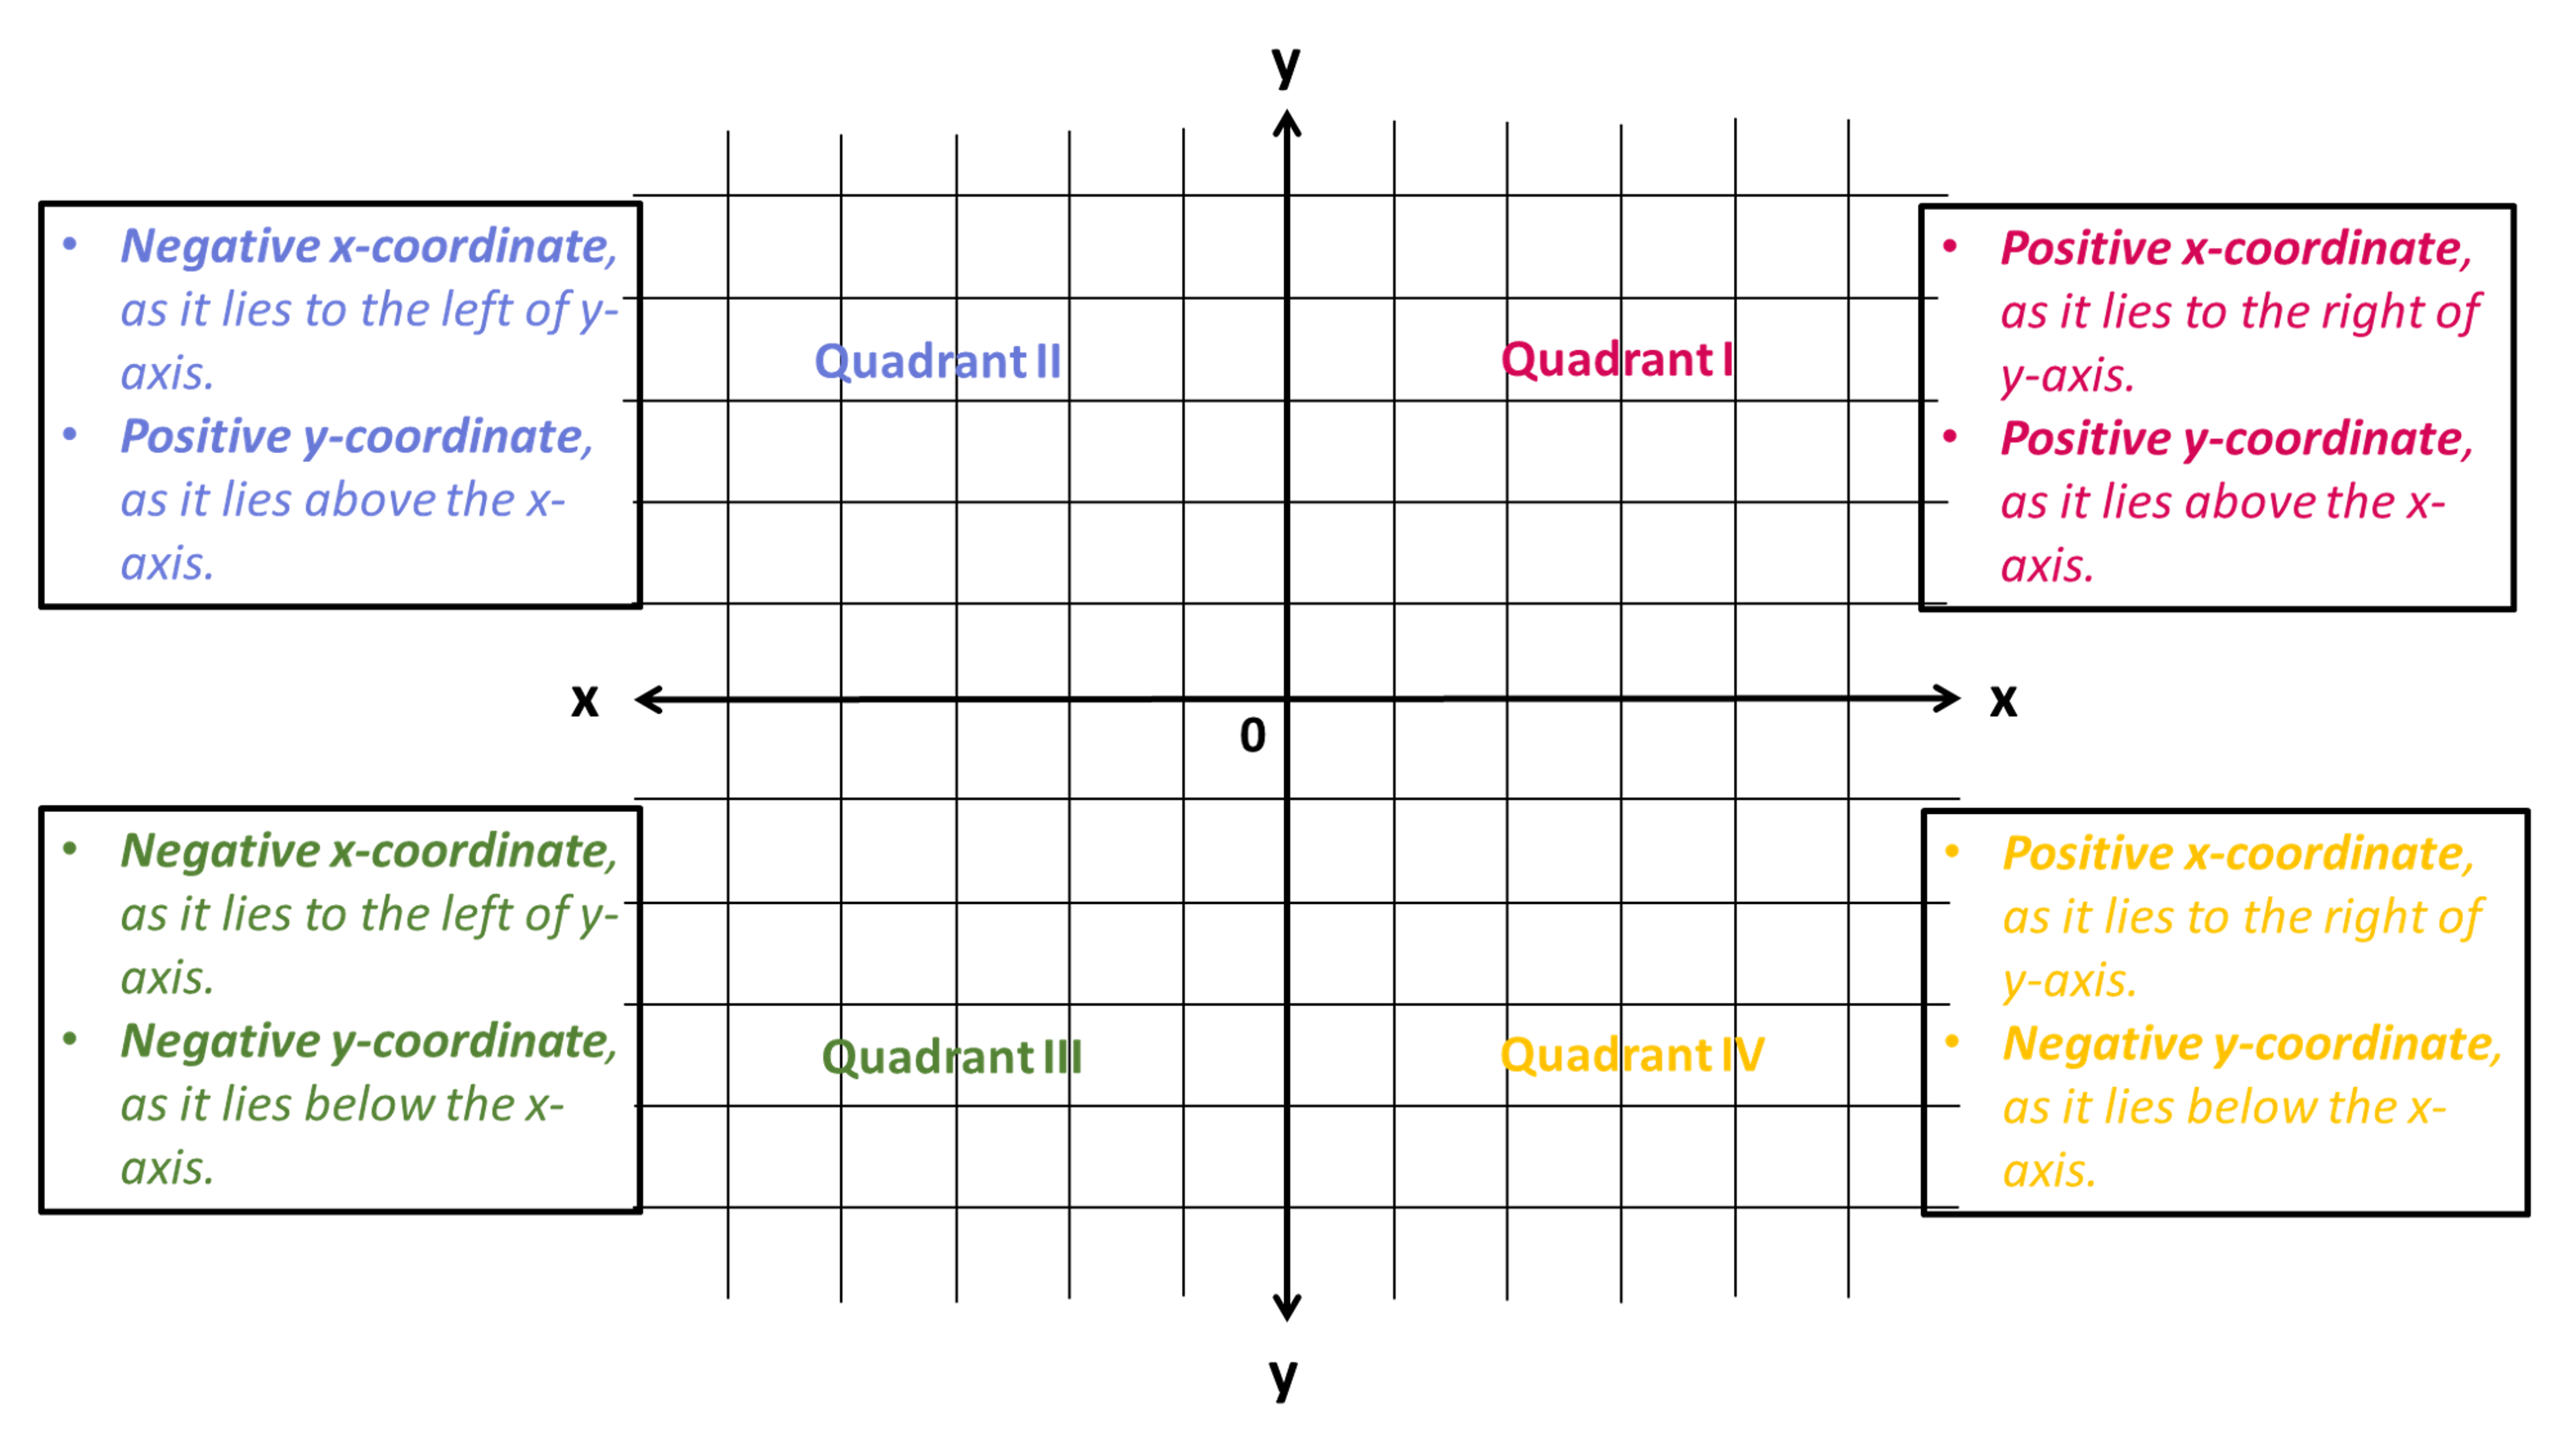 y
• Negative x-coordinate,
as it lies to the left of y-
axis.
• Positive y-coordinate,
as it lies above the x-
axis.
Quadrant II
Quadrant I
• Positive x-coordinate,
as it lies to the right of
y-axis.
• Positive y-coordinate,
as it lies above the x-
axis.
x
0
x
• Negative x-coordinate,
as it lies to the left of y-
axis.
• Negative y-coordinate,
as it lies below the x-
axis.
Quadrant III
Quadrant IV
• Positive x-coordinate,
as it lies to the right of
y-axis.
• Negative y-coordinate,
as it lies below the x-
axis.
y